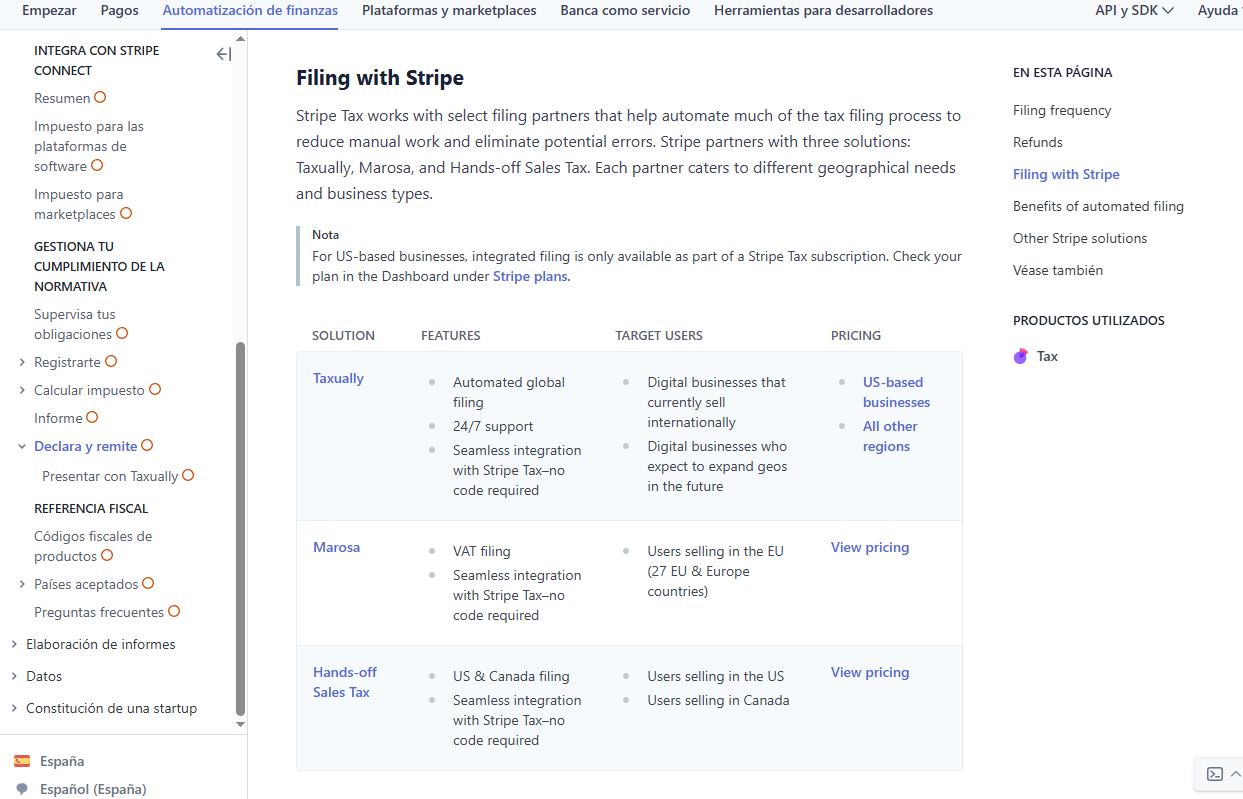 Empezar Pagos Automatización de finanzas Plataformas y marketplaces Banca como servicio Herramientas para desarrolladores API y SDK Ayuda
INTEGRA CON STRIPE
CONNECT
Resumen
Impuesto para las
plataformas de
software
Impuesto para
marketplaces
GESTIONA TU
CUMPLIMIENTO DE LA
NORMATIVA
Supervisa tus
obligaciones
Registrarte
Calcular impuesto
Informe
Declara y remite
Presentar con Taxually
REFERENCIA FISCAL
Códigos fiscales de
productos
Países aceptados
Preguntas frecuentes
Elaboración de informes
Datos
Constitución de una startup
España
Español (España)
Filing with Stripe
Stripe Tax works with select filing partners that help automate much of the tax filing process to
reduce manual work and eliminate potential errors. Stripe partners with three solutions:
Taxually, Marosa, and Hands-off Sales Tax. Each partner caters to different geographical needs
and business types.
Nota
For US-based businesses, integrated filing is only available as part of a Stripe Tax subscription. Check your
plan in the Dashboard under Stripe plans.
SOLUTION FEATURES TARGET USERS PRICING
Taxually
Automated global
filing
24/7 support
Seamless integration
with Stripe Tax–no
code required
Digital businesses that
currently sell
internationally
Digital businesses who
expect to expand geos
in the future
US-based
businesses
All other
regions
Marosa
VAT filing
Seamless integration
with Stripe Tax–no
code required
Users selling in the EU
(27 EU & Europe
countries)
View pricing
Hands-off
Sales Tax
US & Canada filing
Seamless integration
with Stripe Tax–no
code required
Users selling in the US
Users selling in Canada
View pricing
EN ESTA PÁGINA
Filing frequency
Refunds
Filing with Stripe
Benefits of automated filing
Other Stripe solutions
Véase también
PRODUCTOS UTILIZADOS
Tax